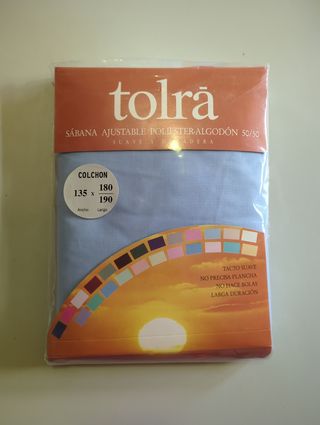 tolrā
SÁBANA AJUSTABLE POLIÉSTER-ALGODÓN 50/50
SUAVE Y DURADERA
COLCHON
135 x 180
190
Ancho Largo
TACTO SUAVE
NO PRECISA PLANCHA
NO HACE BOLAS
LARGA DURACIÓN